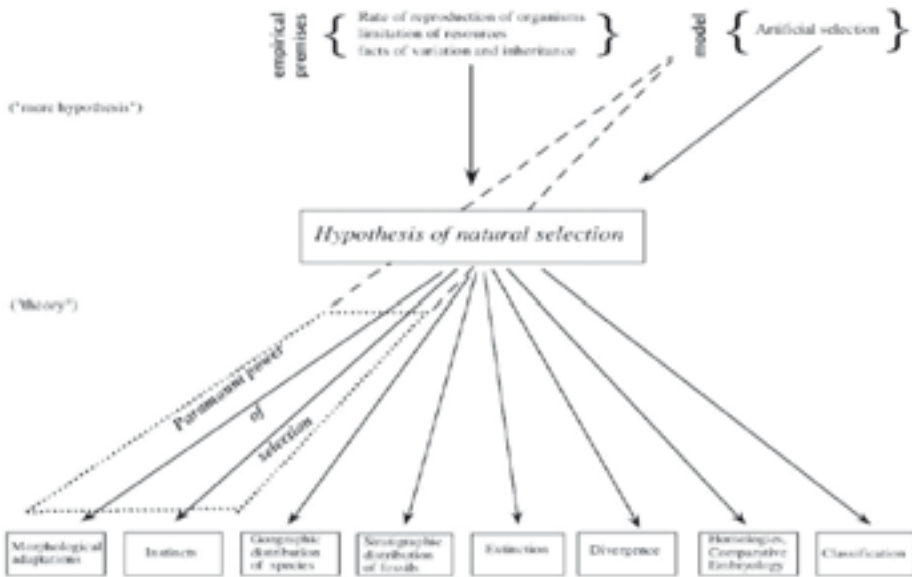 empirical
premises
Rate of reproduction of organisms
limitation of resources
facts of variation and inheritance
model
Artificial selection
("mere hypothesis")
Hypothesis of natural selection
("theory")
Paramount power
of
selection
Morphological
adaptations
Instincts
Geographic
distribution
of species
Stratigraphic
distribution
of fossils
Extinction
Divergence
Homologies,
Comparative
Embryology
Classification